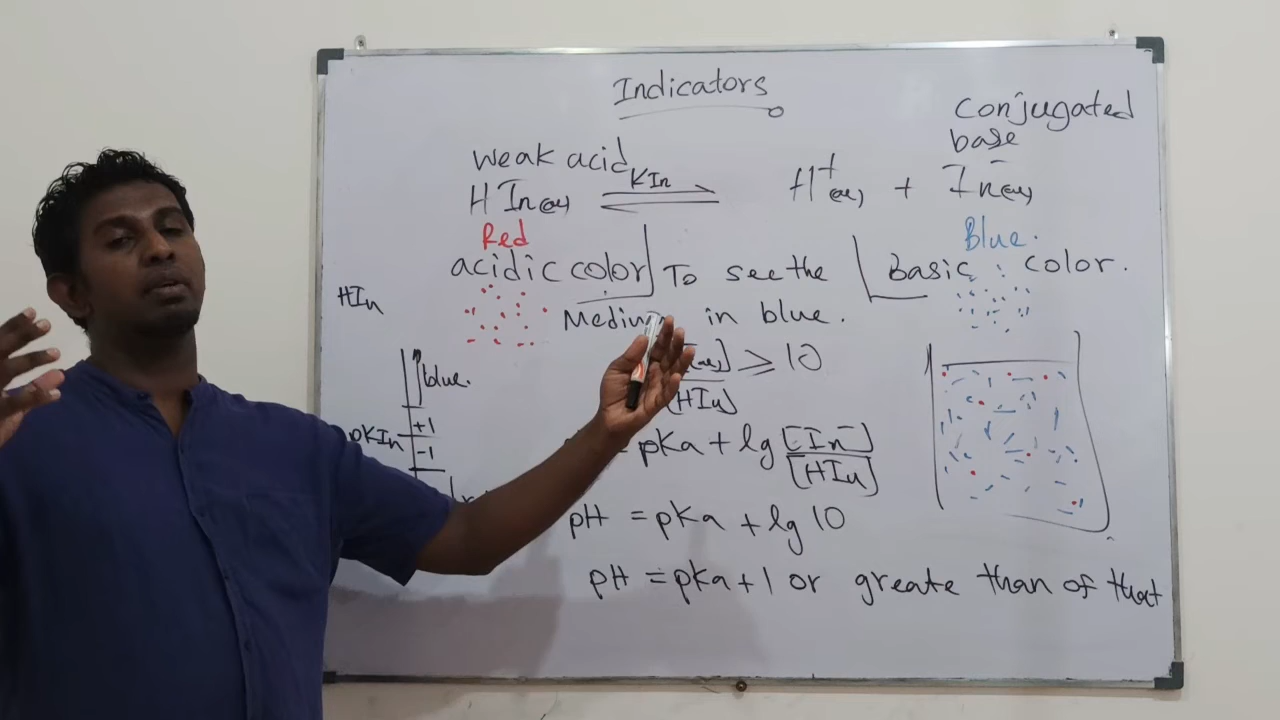 Indicators
Conjugated
base
Weak acid
HIn(aq) KIn H+(aq) + In-(aq)
Red Blue.
acidic color To see the Basic color.
HIn Medium in blue.
≥ 10
[HIn]
blue.
+1
pKIn
-1
pKa + lg [In-]
[HIn]
pH = pKa + lg 10
pH = pKa + 1 or greate than of that